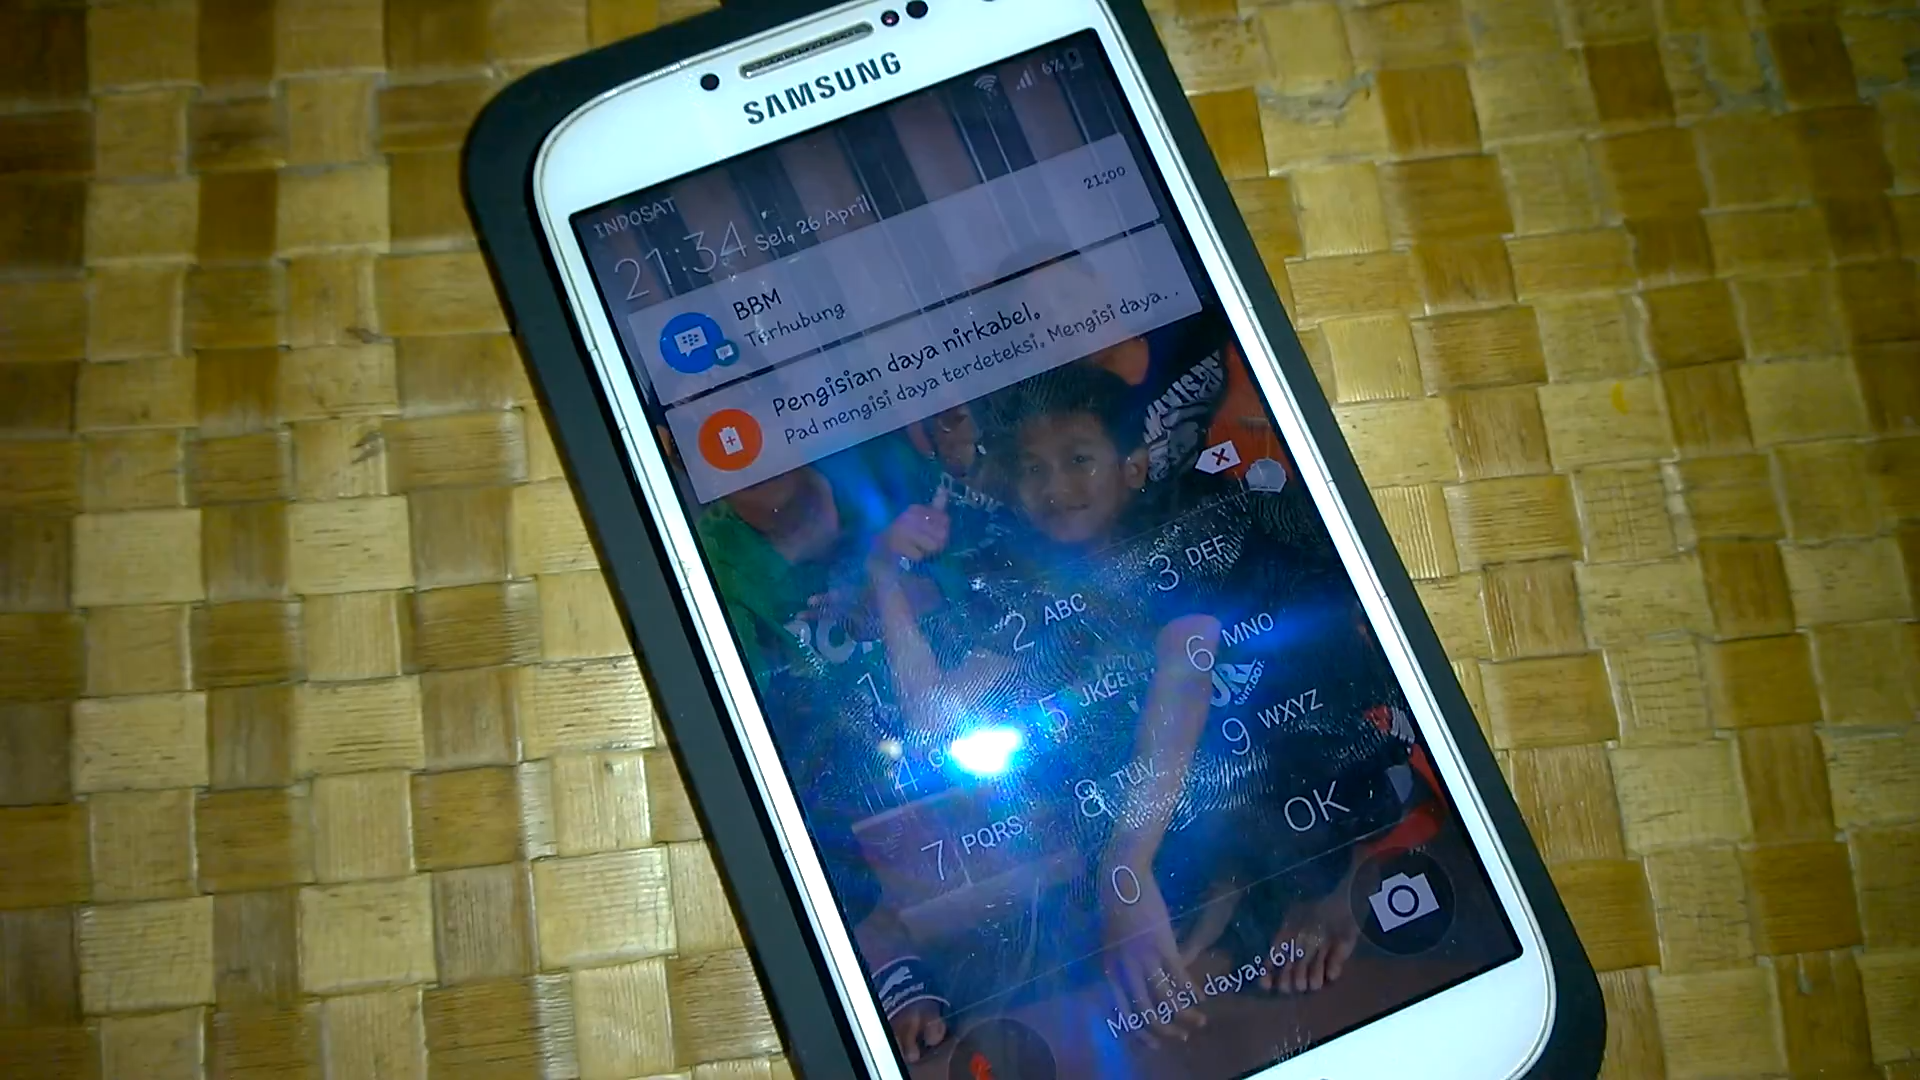 SAMSUNG
6%
INDOSAT
21:34 Sel, 26 April
21:00
BBM
Terhubung
Pengisian daya nirkabel.
Pad mengisi daya terdeteksi. Mengisi daya. .
1
2 ABC
3 DEF
4 G
5 JKL
6 MNO
7 PQRS
8 TUV
9 WXYZ
0
OK
Mengisi daya: 6%